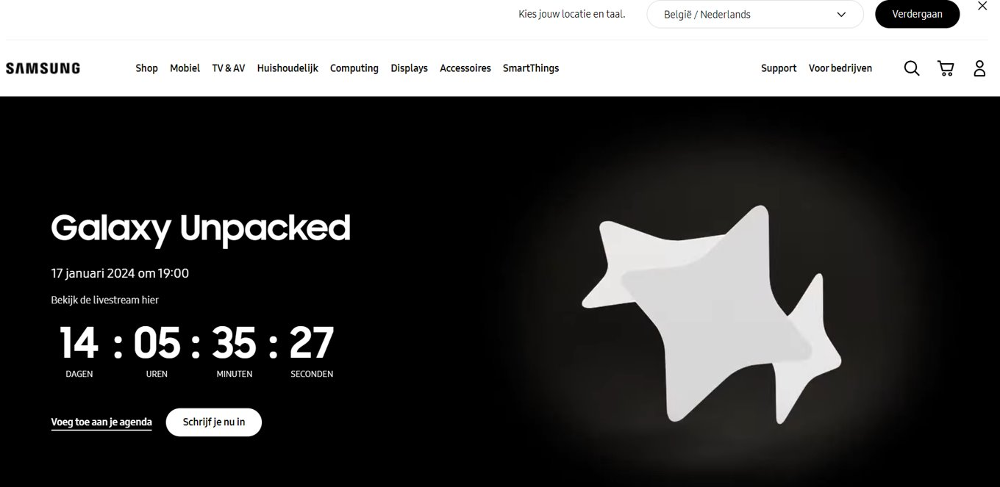 Kies jouw locatie en taal. België / Nederlands Verdergaan
SAMSUNG Shop Mobiel TV & AV Huishoudelijk Computing Displays Accessoires SmartThings Support Voor bedrijven
Galaxy Unpacked
17 januari 2024 om 19:00
Bekijk de livestream hier
14 : 05 : 35 : 27
DAGEN UREN MINUTEN SECONDEN
Voeg toe aan je agenda Schrijf je nu in